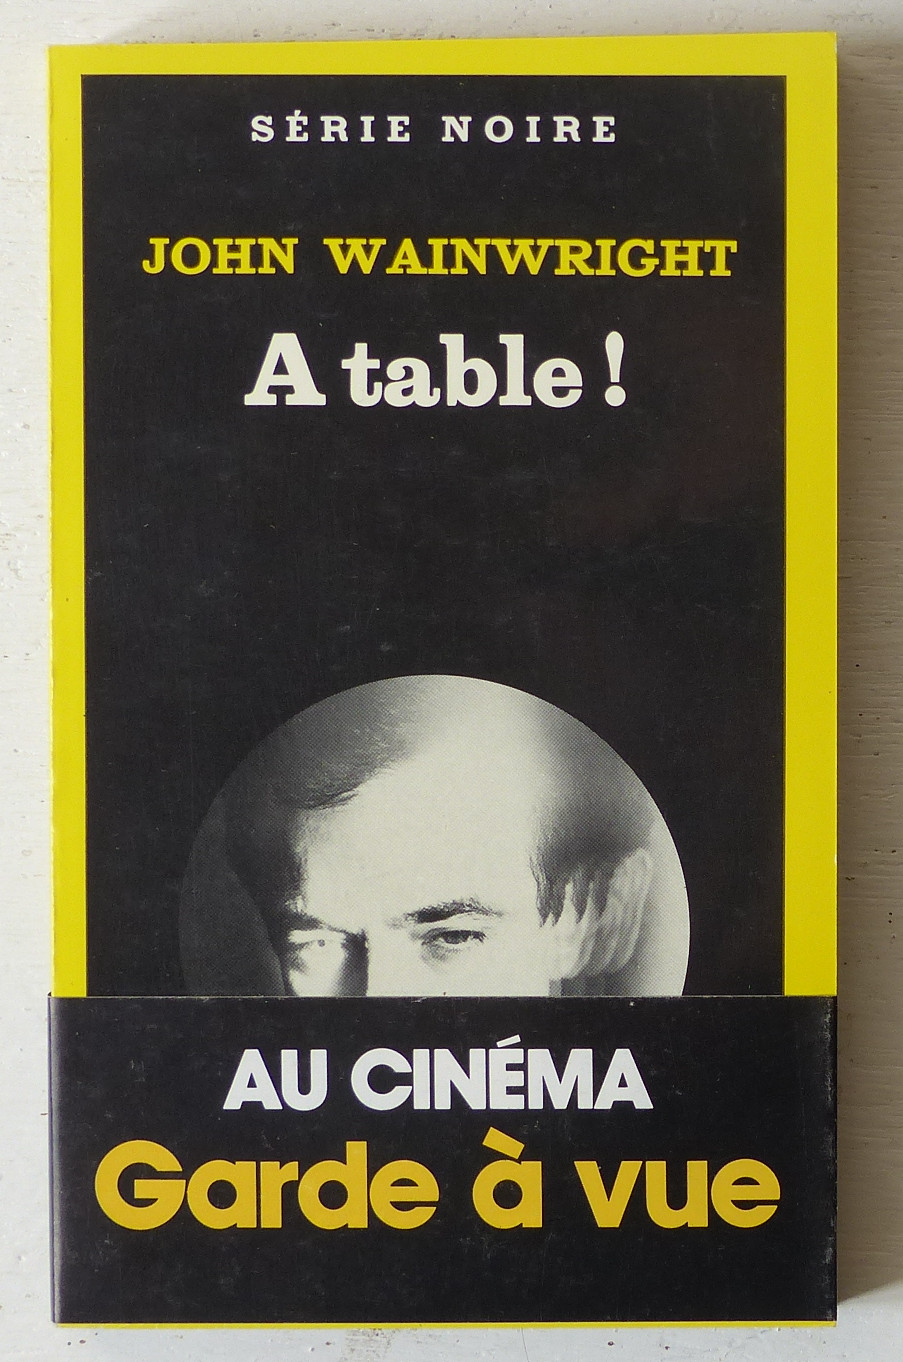 SÉRIE NOIRE
JOHN WAINWRIGHT
A table !
AU CINÉMA
Garde à vue